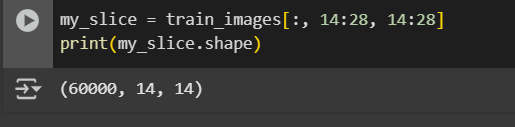 my_slice = train_images[:, 14:28, 14:28]
print(my_slice.shape)
(60000, 14, 14)